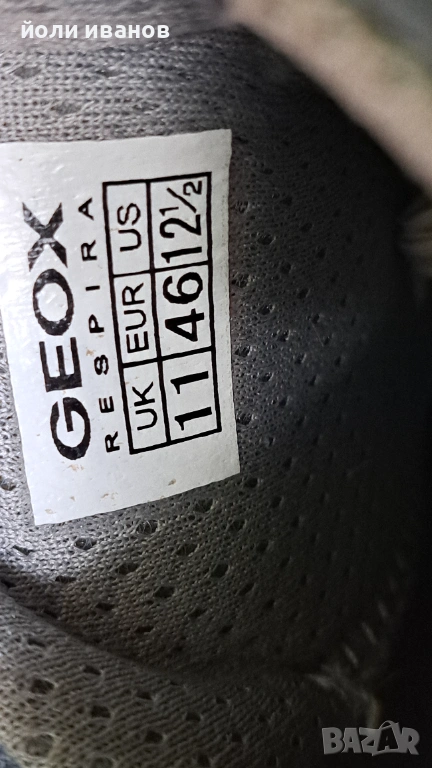 йоли иванов
GEOX
RESPIRA
UK EUR US
11 46 12½
BAZAR